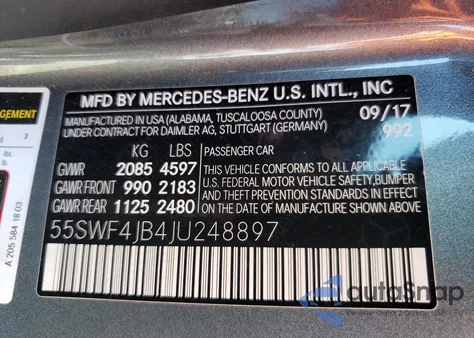 MFD BY MERCEDES-BENZ U.S. INTL., INC
MANUFACTURED IN USA (ALABAMA, TUSCALOOSA COUNTY)
UNDER CONTRACT FOR DAIMLER AG, STUTTGART (GERMANY)
09/17
992
KG LBS
GVWR 2085 4597
GAWR FRONT 990 2183
GAWR REAR 1125 2480
PASSENGER CAR
THIS VEHICLE CONFORMS TO ALL APPLICABLE
U.S. FEDERAL MOTOR VEHICLE SAFETY, BUMPER
AND THEFT PREVENTION STANDARDS IN EFFECT
ON THE DATE OF MANUFACTURE SHOWN ABOVE.
55SWF4JB4JU248897
A 205 584 18 03
autoSnap